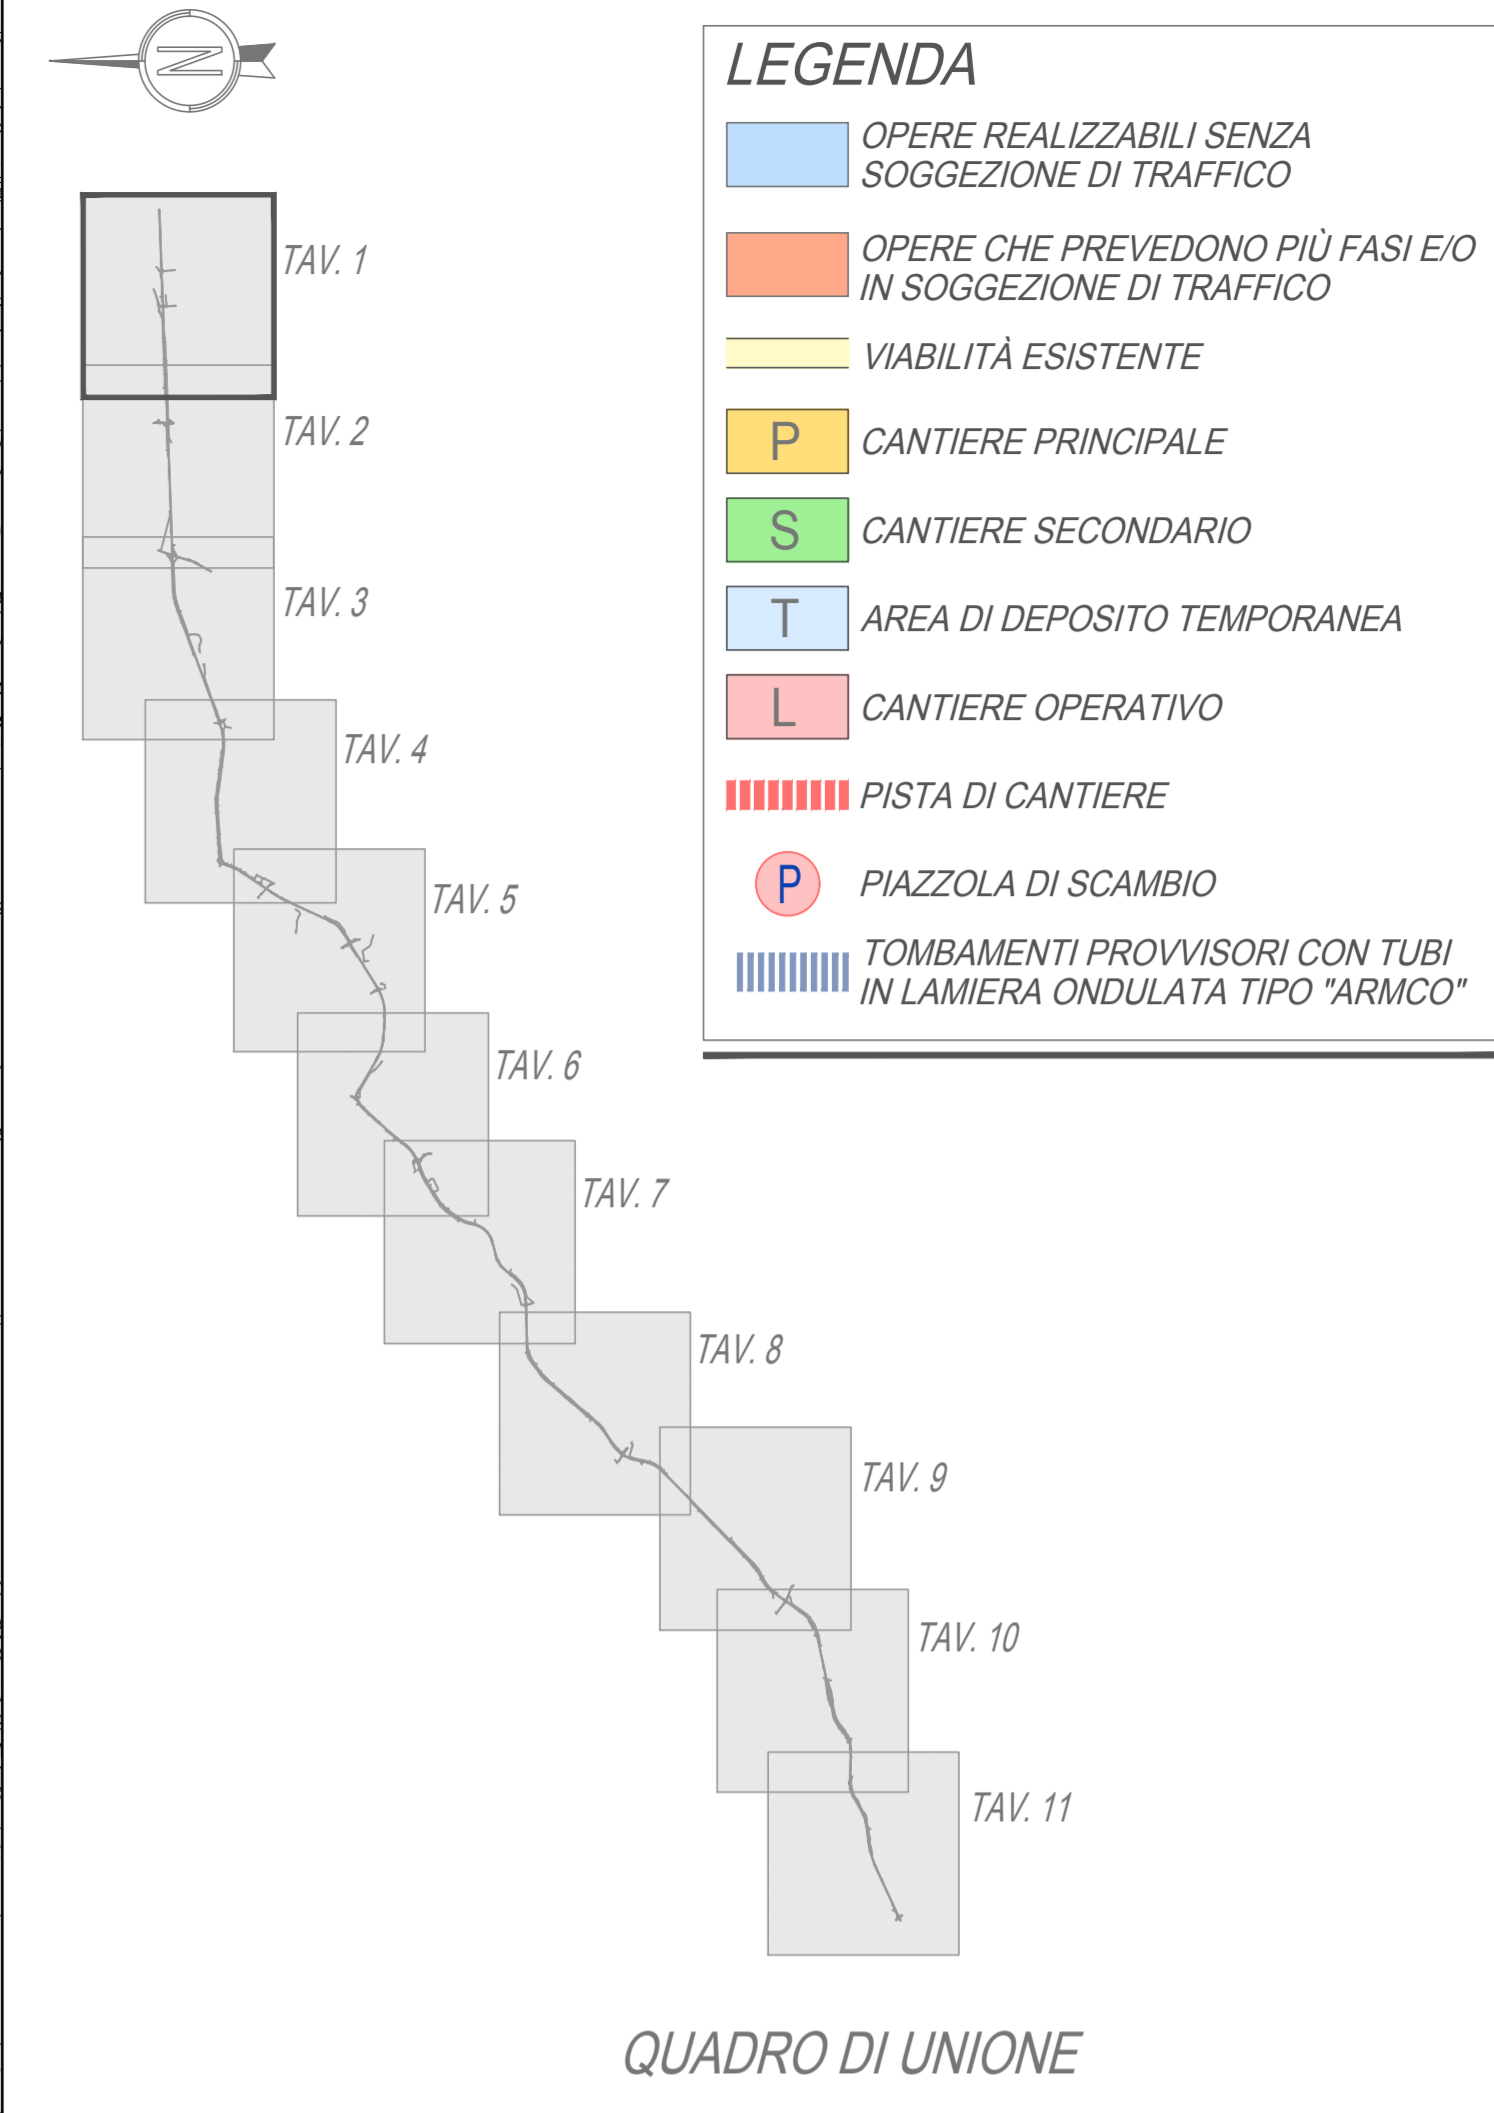 N
LEGENDA
OPERE REALIZZABILI SENZA
SOGGEZIONE DI TRAFFICO
OPERE CHE PREVEDONO PIÙ FASI E/O
IN SOGGEZIONE DI TRAFFICO
VIABILITÀ ESISTENTE
P CANTIERE PRINCIPALE
S CANTIERE SECONDARIO
T AREA DI DEPOSITO TEMPORANEA
L CANTIERE OPERATIVO
PISTA DI CANTIERE
P PIAZZOLA DI SCAMBIO
TOMBAMENTI PROVVISORI CON TUBI
IN LAMIERA ONDULATA TIPO "ARMCO"
TAV. 1
TAV. 2
TAV. 3
TAV. 4
TAV. 5
TAV. 6
TAV. 7
TAV. 8
TAV. 9
TAV. 10
TAV. 11
QUADRO DI UNIONE